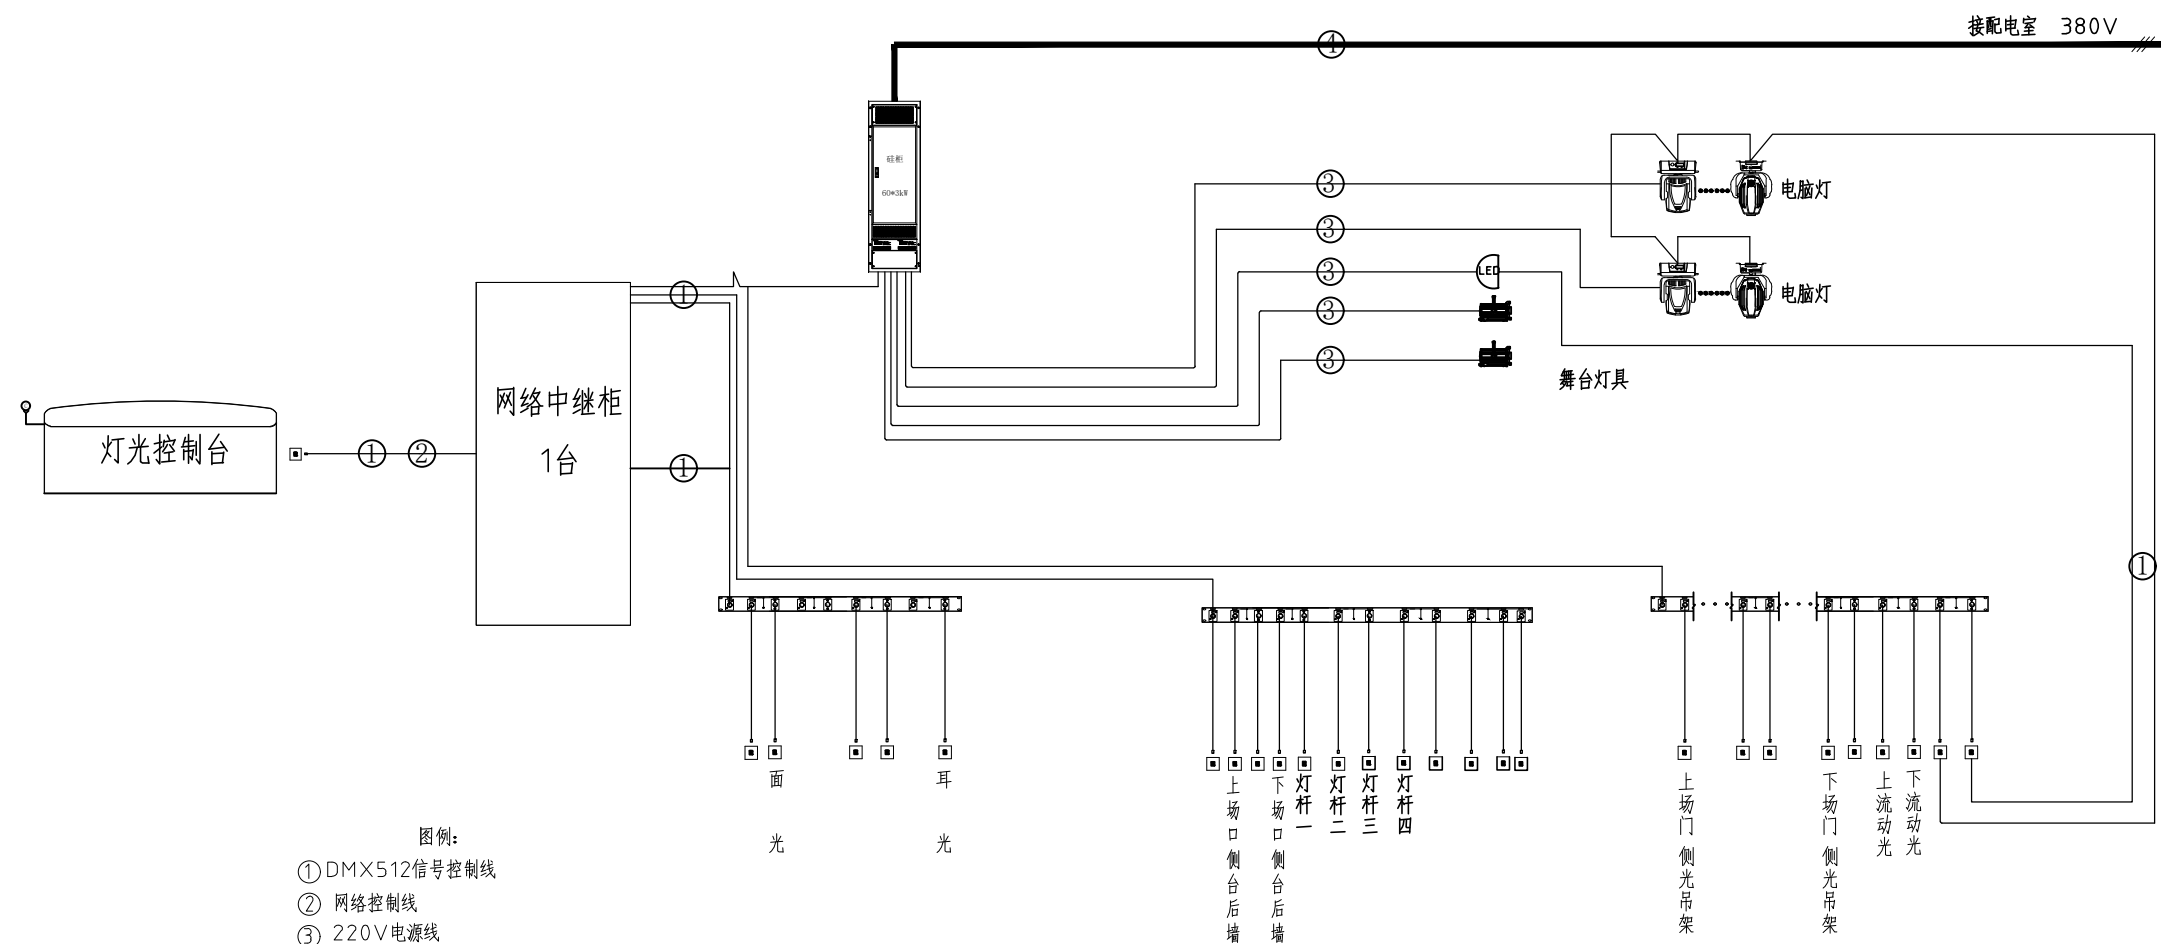 接配电室 380V
④
硅柜
60*3kW
③
电脑灯
③
③
LED
电脑灯
①
③
③
舞台灯具
网络中继柜
1台
灯光控制台
①
②
①
①
面光
耳光
上场口侧台后墙
下场口侧台后墙
灯杆一
灯杆二
灯杆三
灯杆四
上场门侧光吊架
下场门侧光吊架
上流动光
下流动光
图例:
①DMX512信号控制线
② 网络控制线
③ 220V电源线